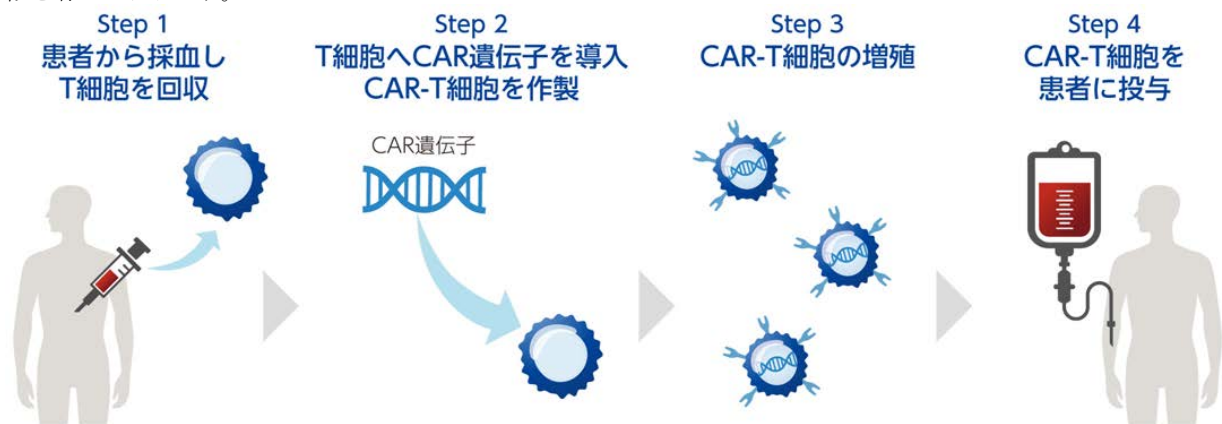 Step 1
患者から採血し
T細胞を回収
Step 2
T細胞へCAR遺伝子を導入
CAR-T細胞を作製
CAR遺伝子
Step 3
CAR-T細胞の増殖
Step 4
CAR-T細胞を
患者に投与